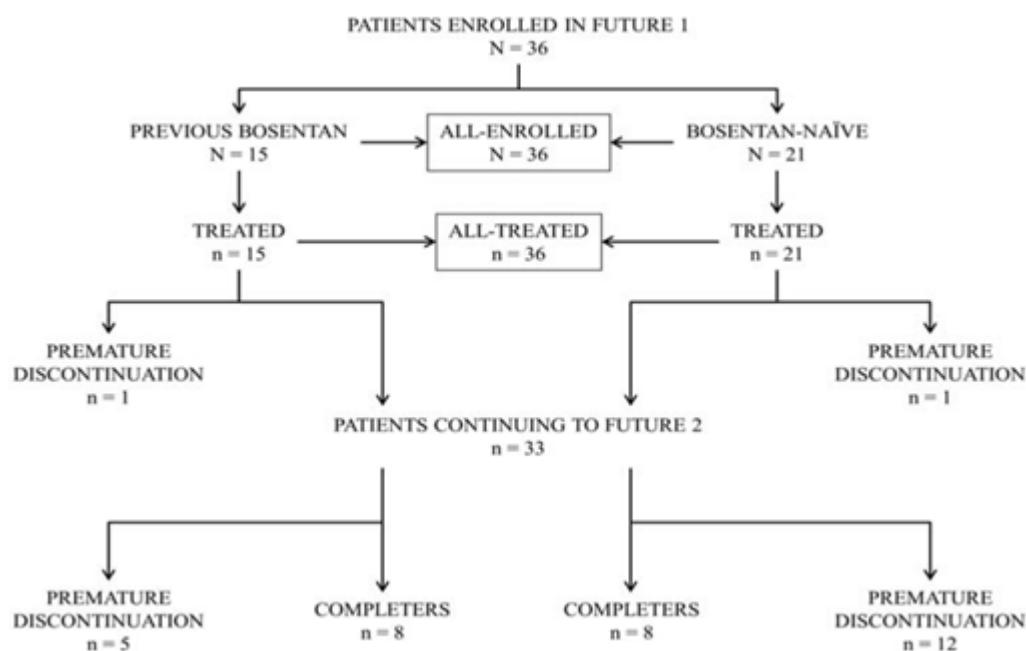 PATIENTS ENROLLED IN FUTURE 1
N = 36
PREVIOUS BOSENTAN
N = 15
ALL-ENROLLED
N = 36
BOSENTAN-NAÏVE
N = 21
TREATED
n = 15
ALL-TREATED
n = 36
TREATED
n = 21
PREMATURE
DISCONTINUATION
n = 1
PREMATURE
DISCONTINUATION
n = 1
PATIENTS CONTINUING TO FUTURE 2
n = 33
PREMATURE
DISCONTINUATION
n = 5
COMPLETERS
n = 8
COMPLETERS
n = 8
PREMATURE
DISCONTINUATION
n = 12